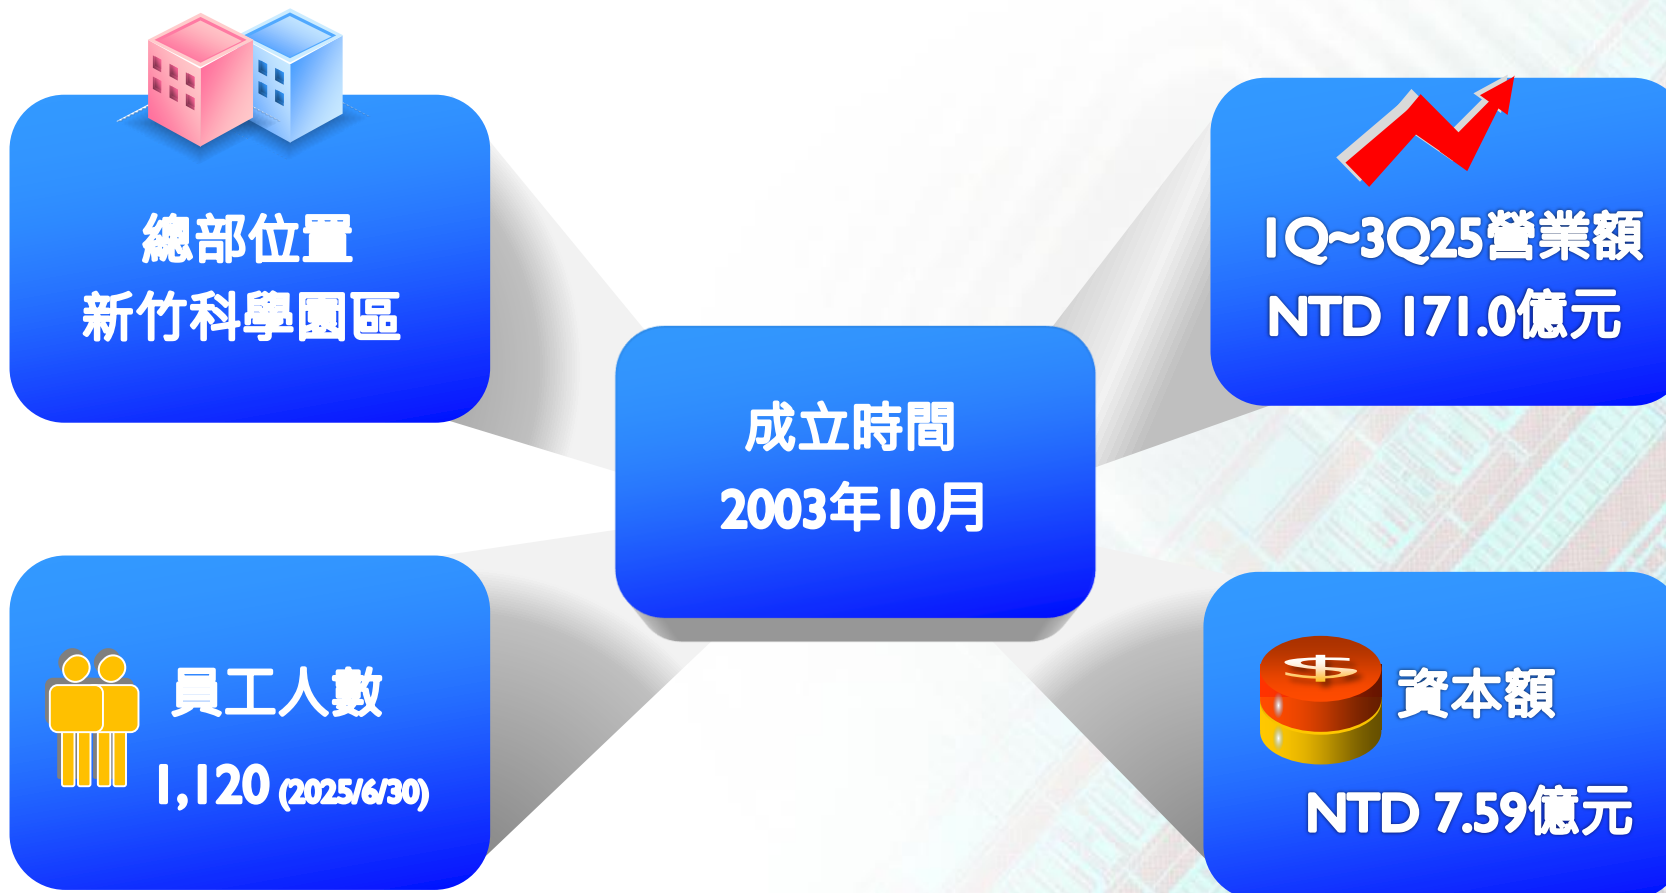 總部位置
新竹科學園區
1Q~3Q25營業額
NTD 171.0億元
成立時間
2003年10月
員工人數
1,120 (2025/6/30)
資本額
NTD 7.59億元